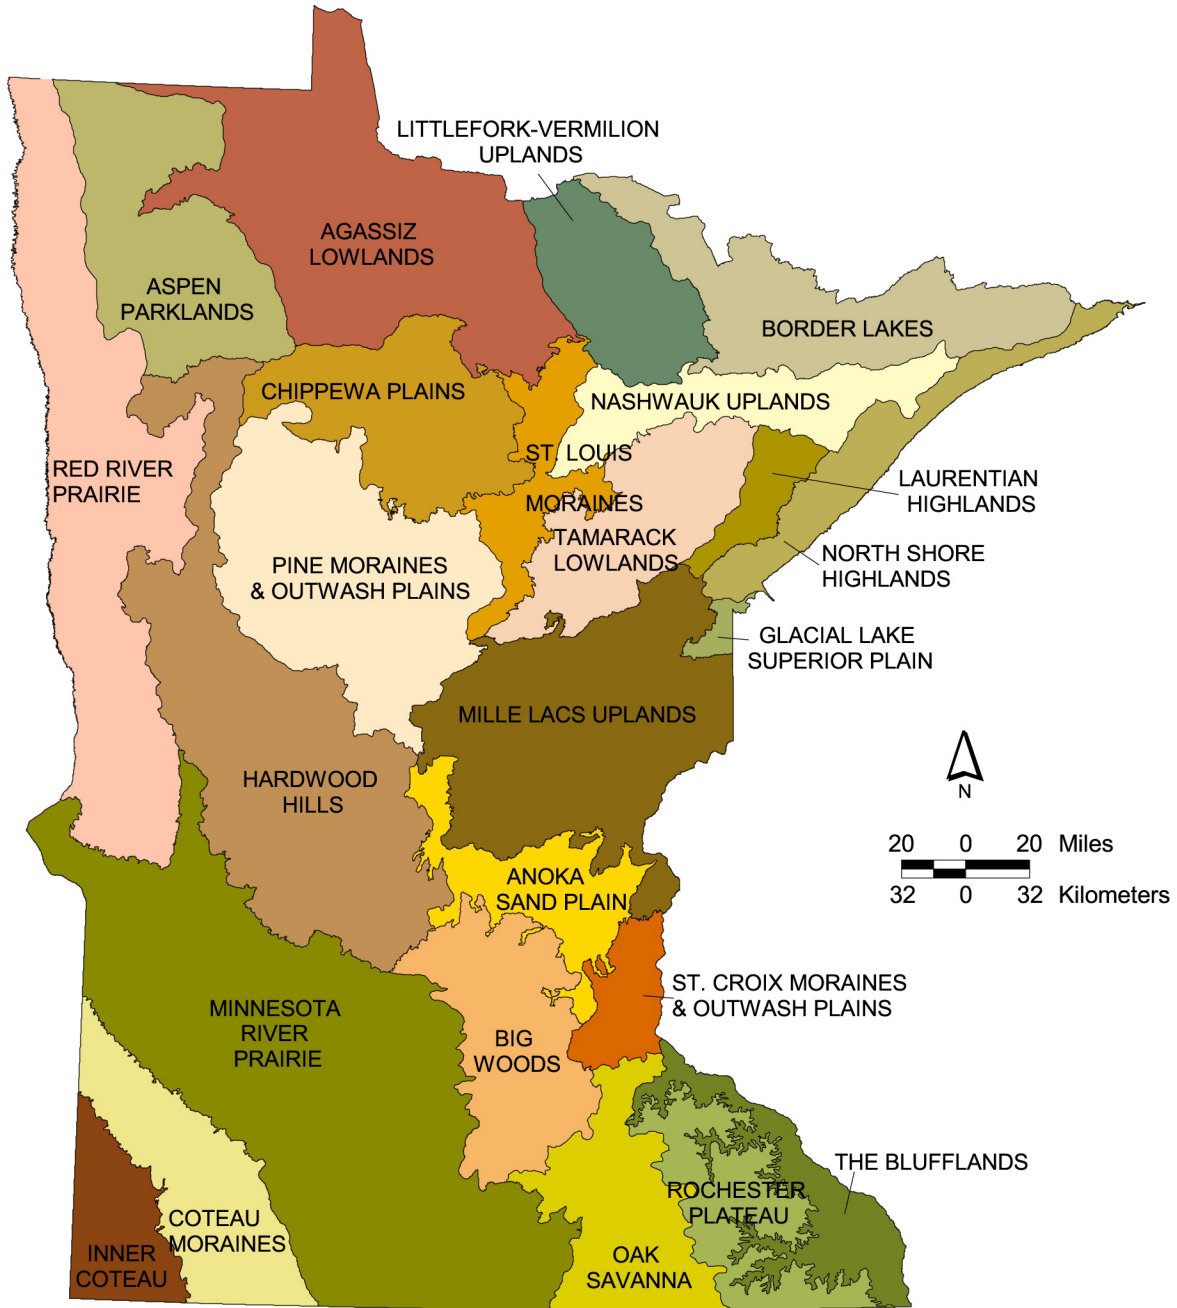 LITTLEFORK-VERMILION
UPLANDS
AGASSIZ
LOWLANDS
ASPEN
PARKLANDS
BORDER LAKES
CHIPPEWA PLAINS
NASHWAUK UPLANDS
ST. LOUIS
MORAINES
RED RIVER
PRAIRIE
LAURENTIAN
HIGHLANDS
TAMARACK
LOWLANDS
NORTH SHORE
HIGHLANDS
PINE MORAINES
& OUTWASH PLAINS
GLACIAL LAKE
SUPERIOR PLAIN
MILLE LACS UPLANDS
HARDWOOD
HILLS
N
20 0 20 Miles
32 0 32 Kilometers
ANOKA
SAND PLAIN
ST. CROIX MORAINES
& OUTWASH PLAINS
MINNESOTA
RIVER
PRAIRIE
BIG
WOODS
THE BLUFFLANDS
ROCHESTER
PLATEAU
COTEAU
MORAINES
INNER
COTEAU
OAK
SAVANNA